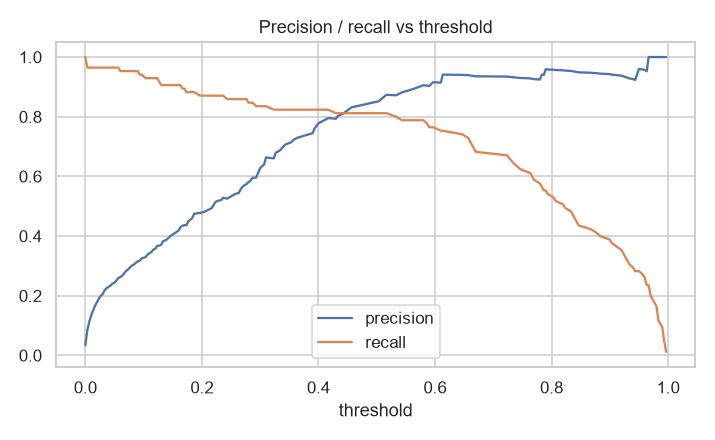 Precision / recall vs threshold
1.0
0.8
0.6
0.4
0.2
0.0
precision
recall
0.0 0.2 0.4 0.6 0.8 1.0
threshold